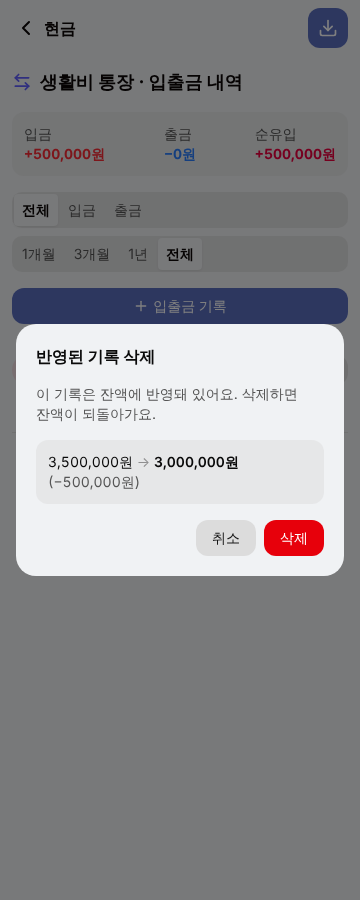 현금
생활비 통장 · 입출금 내역
입금 출금 순유입
+500,000원 −0원 +500,000원
전체 입금 출금
1개월 3개월 1년 전체
+ 입출금 기록
반영된 기록 삭제
이 기록은 잔액에 반영돼 있어요. 삭제하면
잔액이 되돌아가요.
3,500,000원 → 3,000,000원
(−500,000원)
취소 삭제